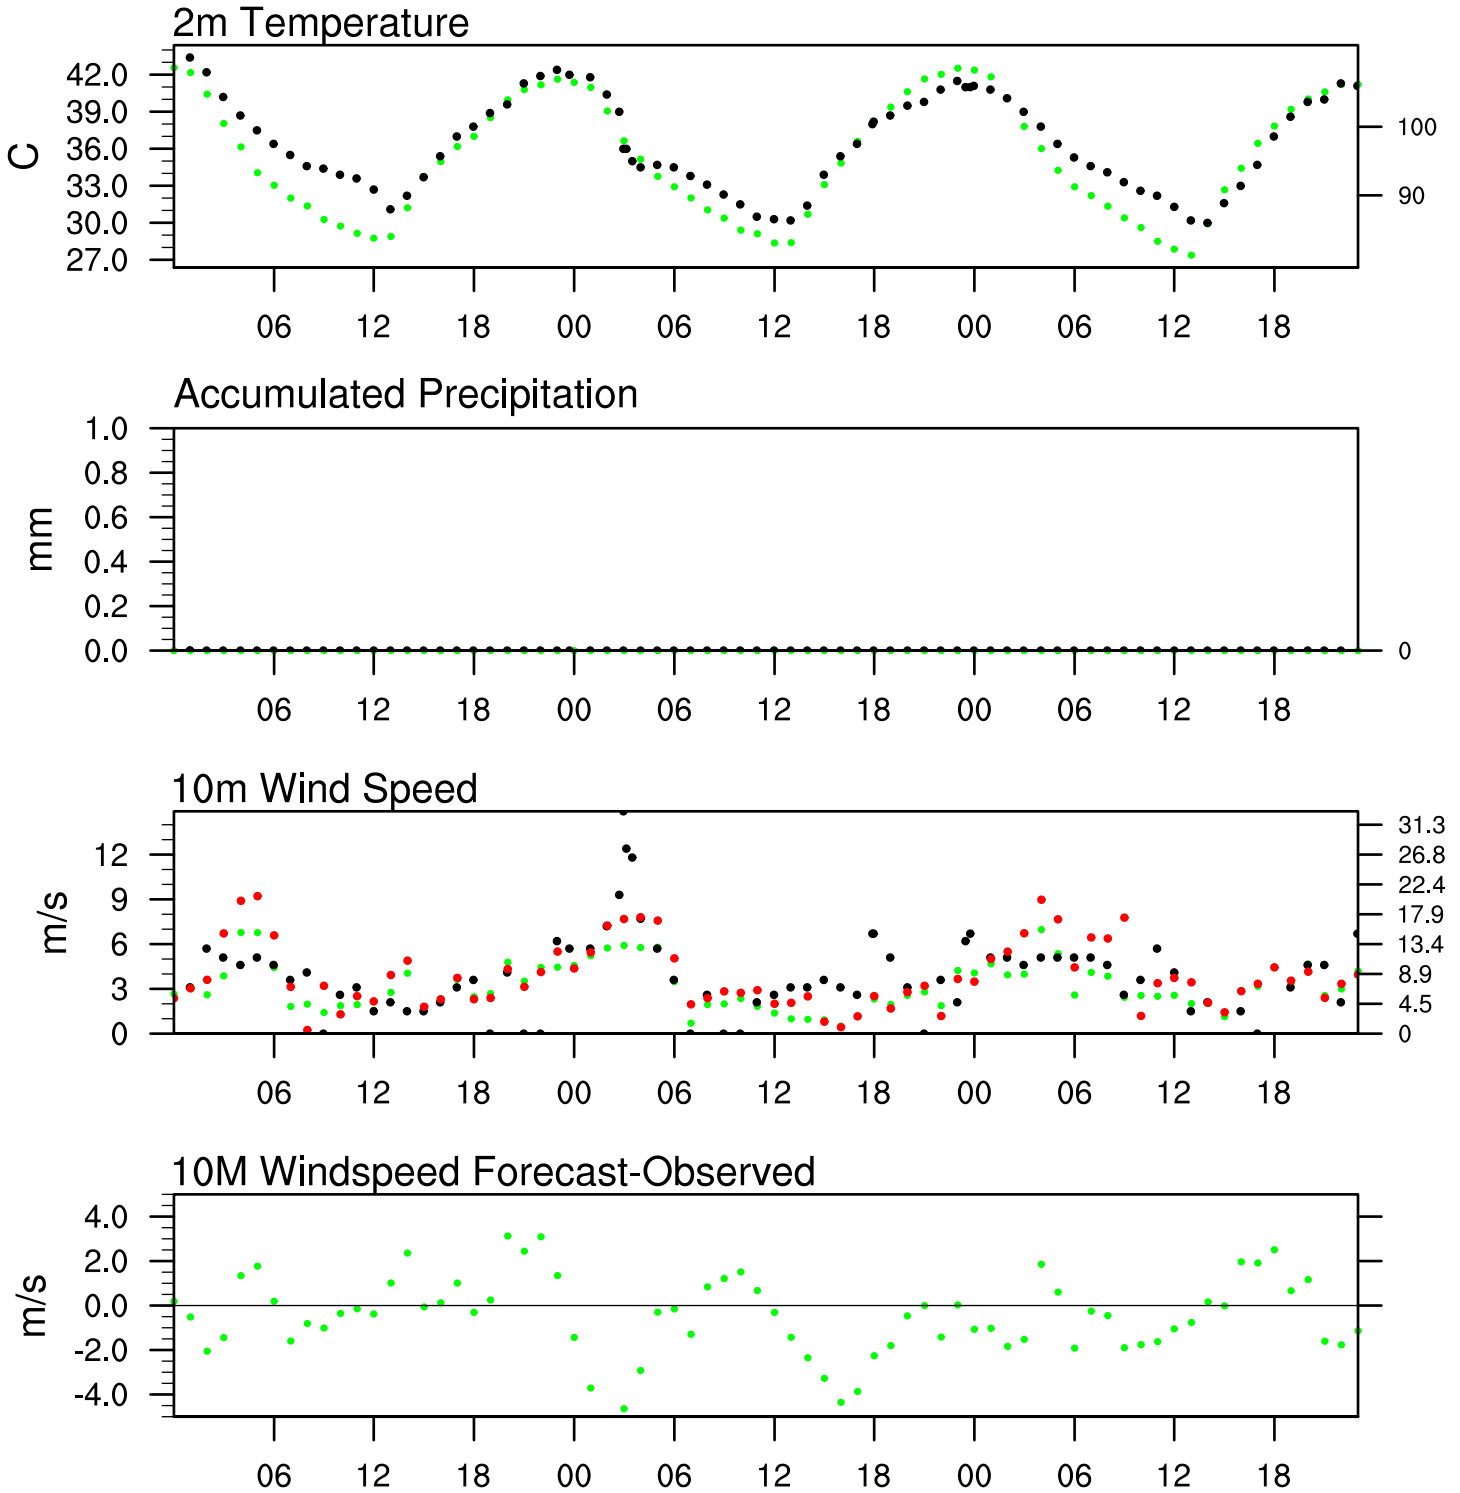 2m Temperature
42.0
39.0
36.0
33.0
30.0
27.0
C
100
90
06 12 18 00 06 12 18 00 06 12 18
Accumulated Precipitation
1.0
0.8
0.6
0.4
0.2
0.0
mm
0
06 12 18 00 06 12 18 00 06 12 18
10m Wind Speed
12
9
6
3
0
m/s
31.3
26.8
22.4
17.9
13.4
8.9
4.5
0
06 12 18 00 06 12 18 00 06 12 18
10M Windspeed Forecast-Observed
4.0
2.0
0.0
-2.0
-4.0
m/s
06 12 18 00 06 12 18 00 06 12 18